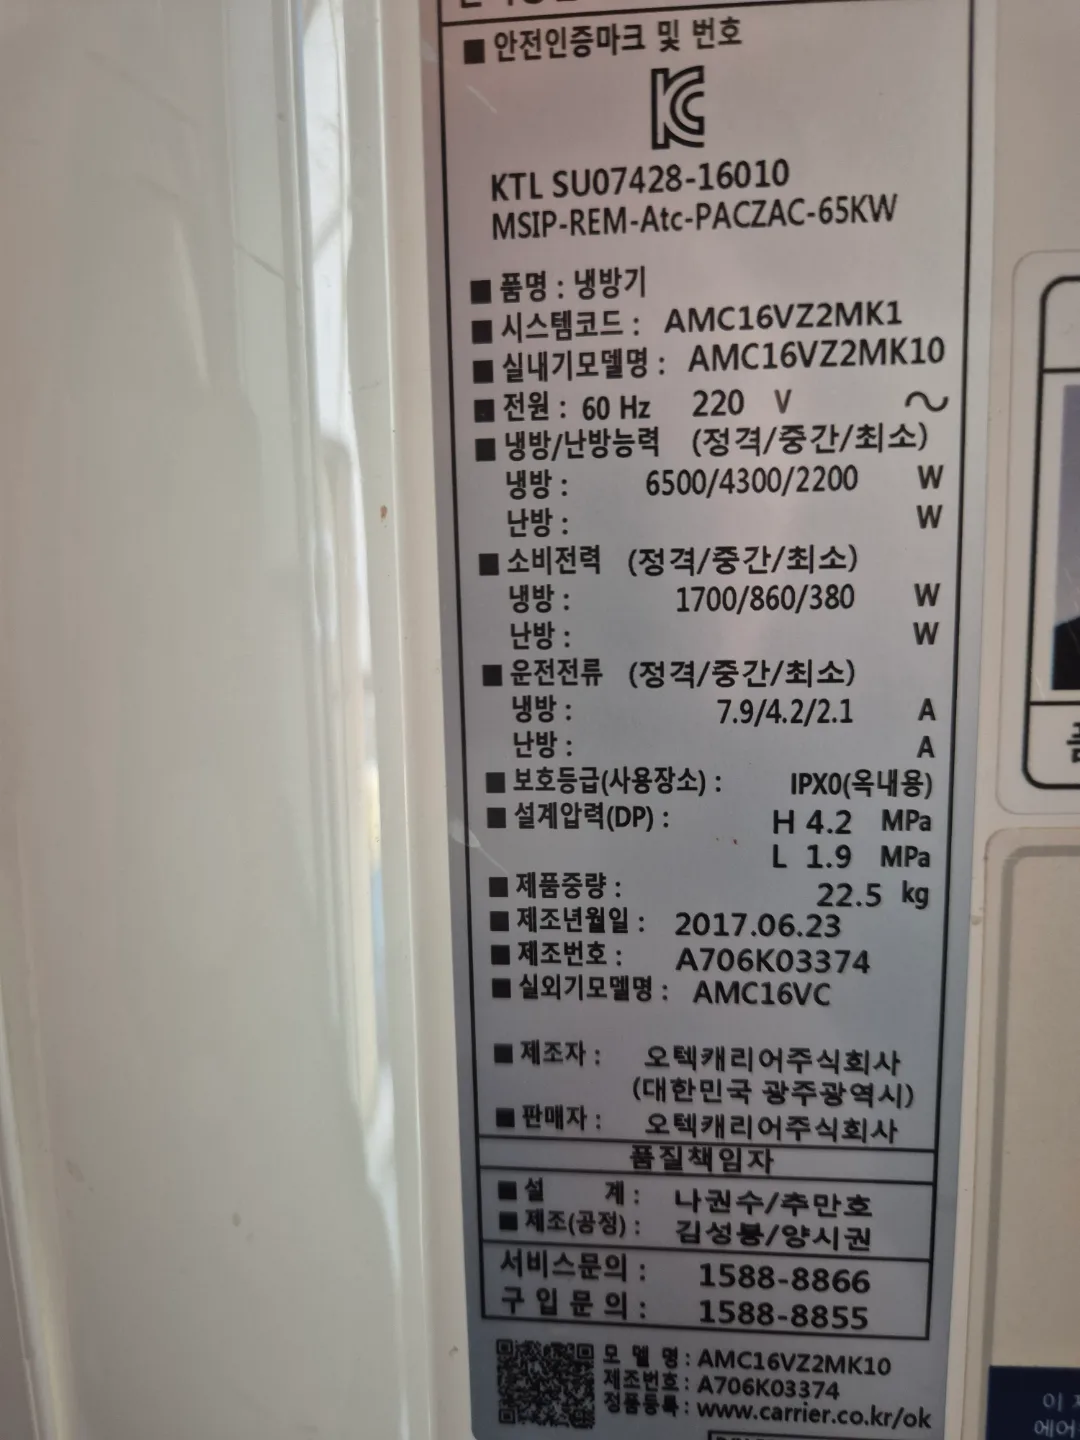 ■ 안전인증마크 및 번호
KC
KTL SU07428-16010
MSIP-REM-Atc-PACZAC-65KW
■ 품명 : 냉방기
■ 시스템코드 : AMC16VZ2MK1
■ 실내기모델명 : AMC16VZ2MK10
■ 전원 : 60 Hz 220 V ~
■ 냉방/난방능력 (정격/중간/최소)
냉방 : 6500/4300/2200 W
난방 : W
■ 소비전력 (정격/중간/최소)
냉방 : 1700/860/380 W
난방 : W
■ 운전전류 (정격/중간/최소)
냉방 : 7.9/4.2/2.1 A
난방 : A
■ 보호등급(사용장소) : IPX0(옥내용)
■ 설계압력(DP) : H 4.2 MPa
L 1.9 MPa
■ 제품중량 : 22.5 kg
■ 제조년월일 : 2017.06.23
■ 제조번호 : A706K03374
■ 실외기모델명 : AMC16VC
■ 제조자 : 오텍캐리어주식회사
(대한민국 광주광역시)
■ 판매자 : 오텍캐리어주식회사
품질책임자
■ 설 계 : 나권수/추만호
■ 제조(공정) : 김성봉/양시권
서비스문의 : 1588-8866
구입문의 : 1588-8855
모델명 : AMC16VZ2MK10
제조번호 : A706K03374
정품등록 : www.carrier.co.kr/ok
이
에어